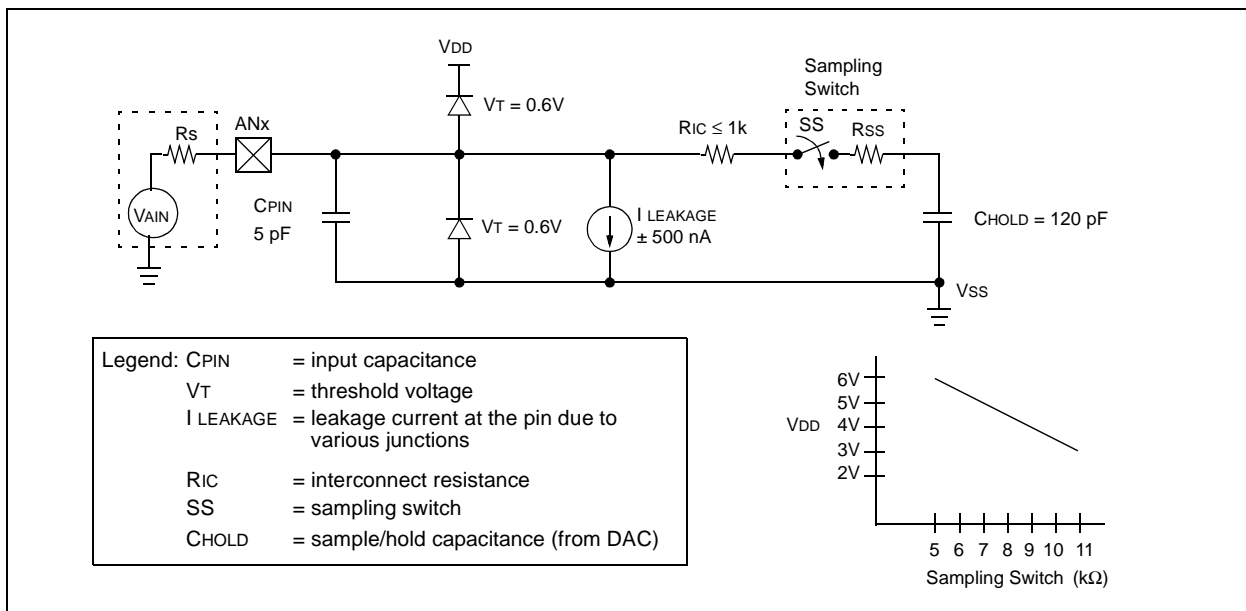 VDD
Sampling
Switch
VT = 0.6V
RS
ANx
RIC ≤ 1k
SS
RSS
VAIN
CPIN
5 pF
VT = 0.6V
I LEAKAGE
± 500 nA
CHOLD = 120 pF
VSS
Legend: CPIN = input capacitance
VT = threshold voltage
I LEAKAGE = leakage current at the pin due to
various junctions
RIC = interconnect resistance
SS = sampling switch
CHOLD = sample/hold capacitance (from DAC)
6V
5V
VDD 4V
3V
2V
5 6 7 8 9 10 11
Sampling Switch (kΩ)